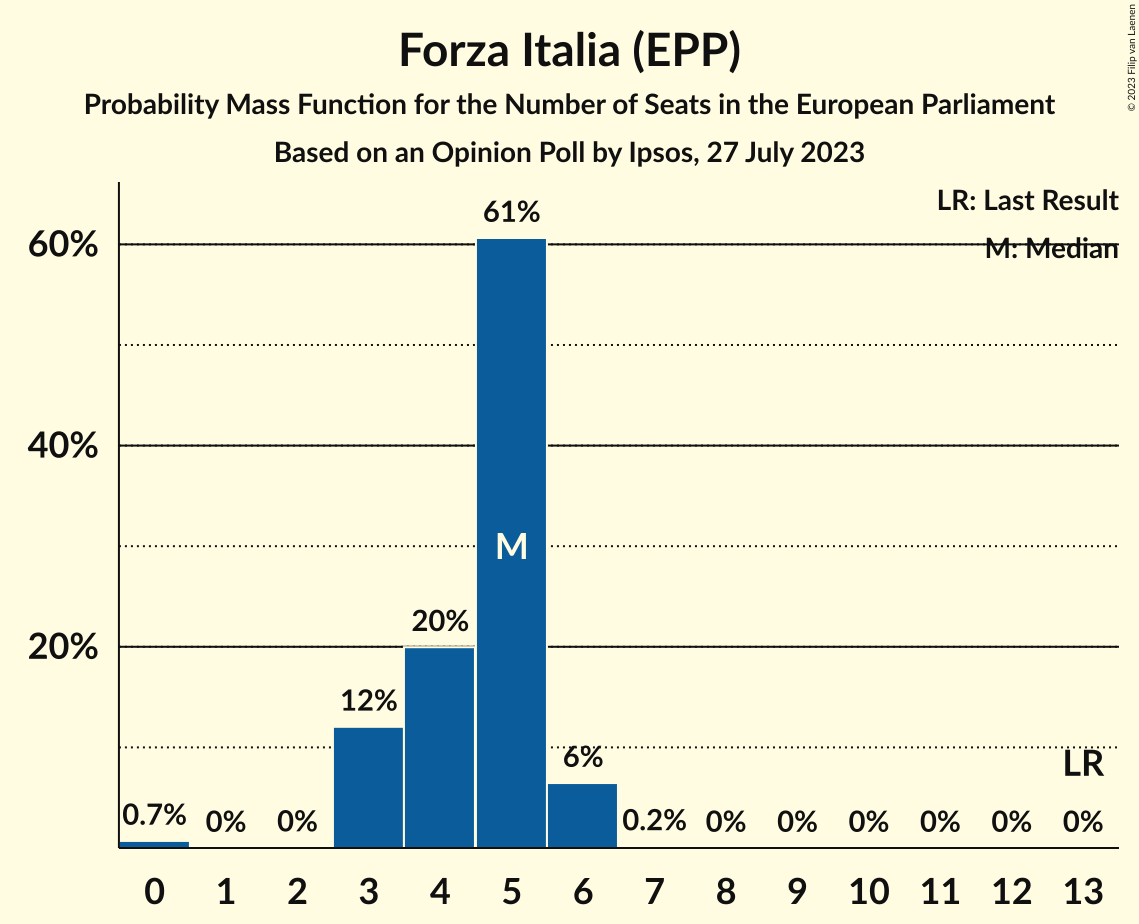 Forza Italia (EPP)
Probability Mass Function for the Number of Seats in the European Parliament
Based on an Opinion Poll by Ipsos, 27 July 2023
© 2023 Filip van Laenen
LR: Last Result
M: Median
60%
40%
20%
0.7%
0%
0%
12%
20%
61%
M
6%
0.2%
0%
0%
0%
0%
0%
LR
0%
0 1 2 3 4 5 6 7 8 9 10 11 12 13